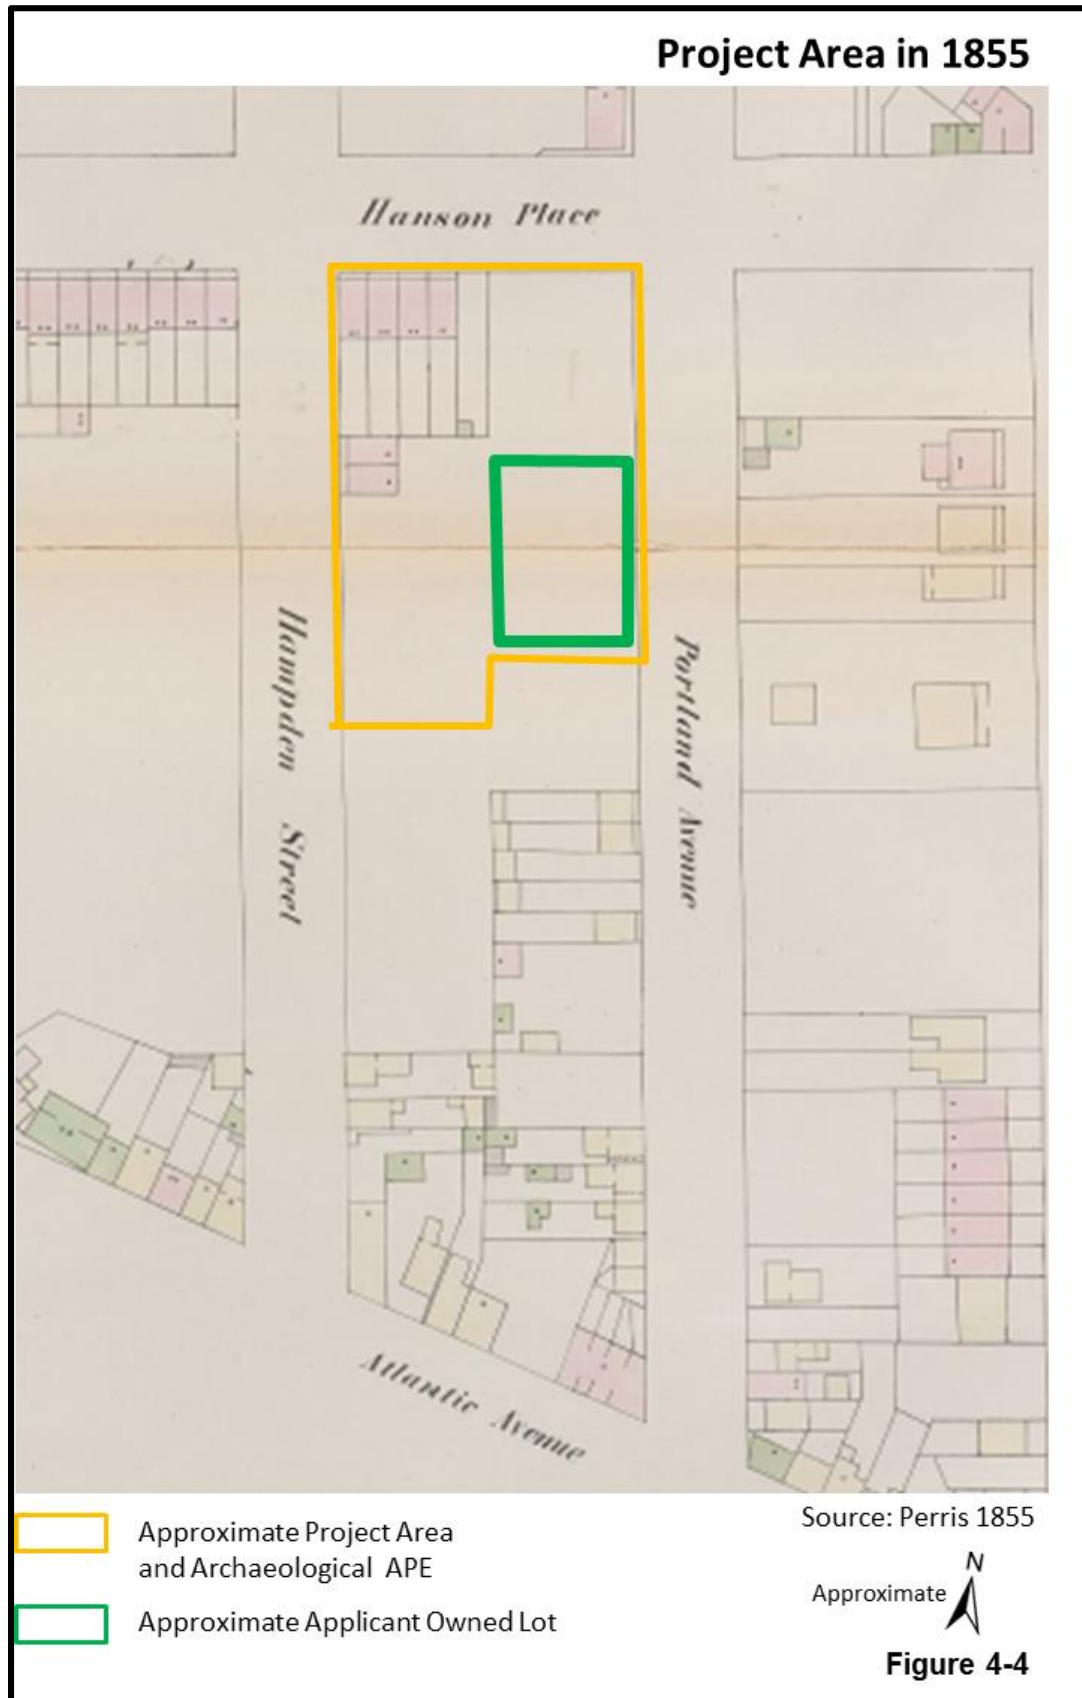 Project Area in 1855
Hanson Place
Hampden Street
Portland Avenue
Atlantic Avenue
Approximate Project Area
and Archaeological APE
Approximate Applicant Owned Lot
Source: Perris 1855
N
Approximate
Figure 4-4